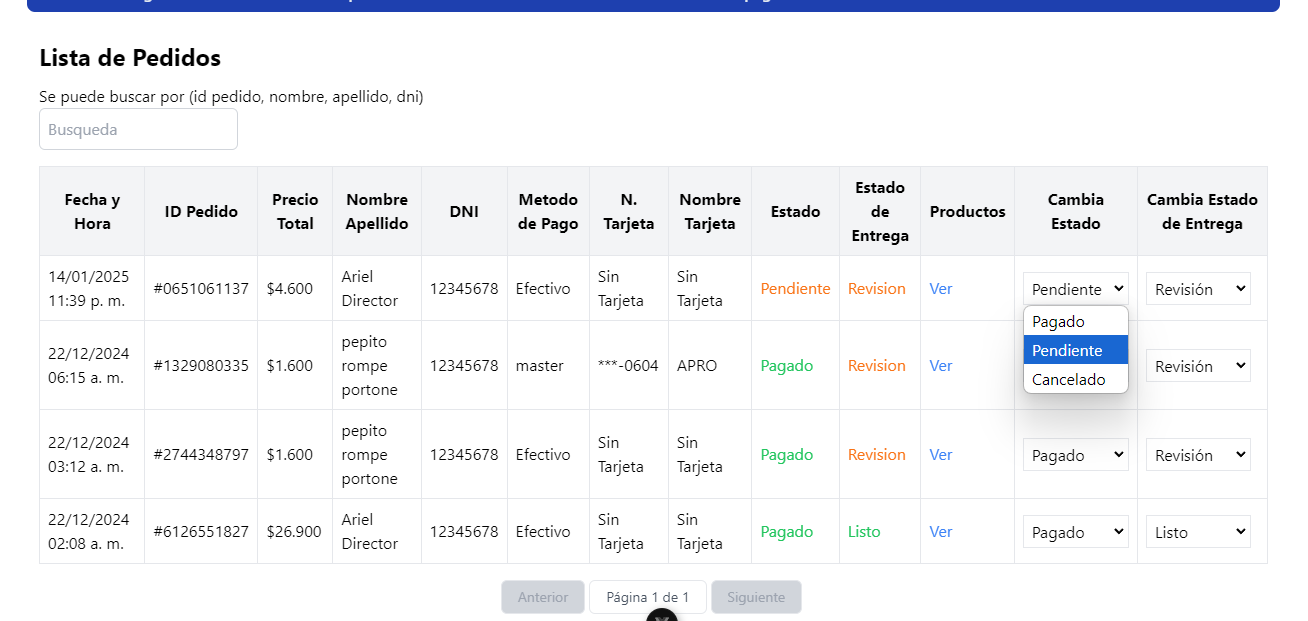 Lista de Pedidos
Se puede buscar por (id pedido, nombre, apellido, dni)
Busqueda
Fecha y Hora ID Pedido Precio Total Nombre Apellido DNI Metodo de Pago N. Tarjeta Nombre Tarjeta Estado Estado de Entrega Productos Cambia Estado Cambia Estado de Entrega
14/01/2025 11:39 p. m. #0651061137 $4.600 Ariel Director 12345678 Efectivo Sin Tarjeta Sin Tarjeta Pendiente Revision Ver Pendiente Revisión
Pagado
Pendiente
Cancelado
22/12/2024 06:15 a. m. #1329080335 $1.600 pepito rompe portone 12345678 master ***-0604 APRO Pagado Revision Ver Revisión
22/12/2024 03:12 a. m. #2744348797 $1.600 pepito rompe portone 12345678 Efectivo Sin Tarjeta Sin Tarjeta Pagado Revision Ver Pagado Revisión
22/12/2024 02:08 a. m. #6126551827 $26.900 Ariel Director 12345678 Efectivo Sin Tarjeta Sin Tarjeta Pagado Listo Ver Pagado Listo
Anterior Página 1 de 1 Siguiente